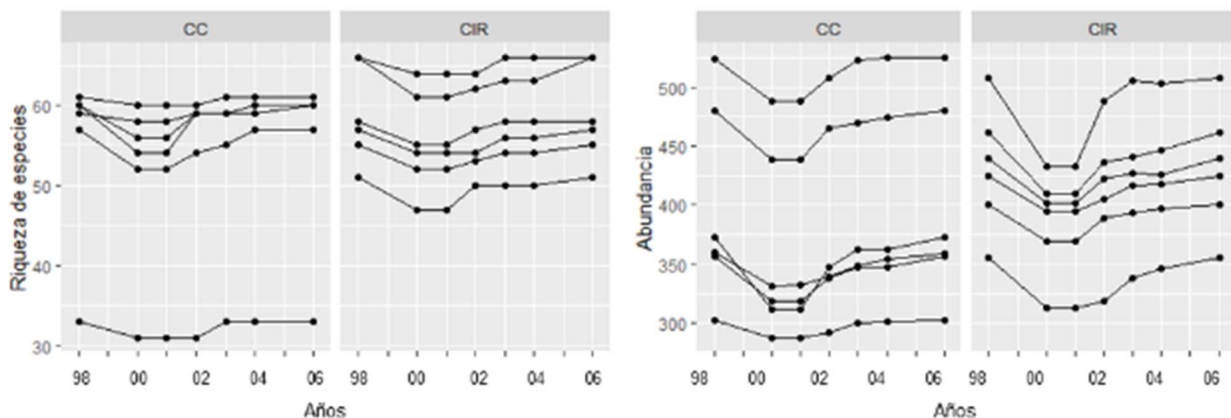 CC CIR
Riqueza de especies
60
50
40
30
98 00 02 04 06 98 00 02 04 06
Años
CC CIR
Abundancia
500
450
400
350
300
98 00 02 04 06 98 00 02 04 06
Años